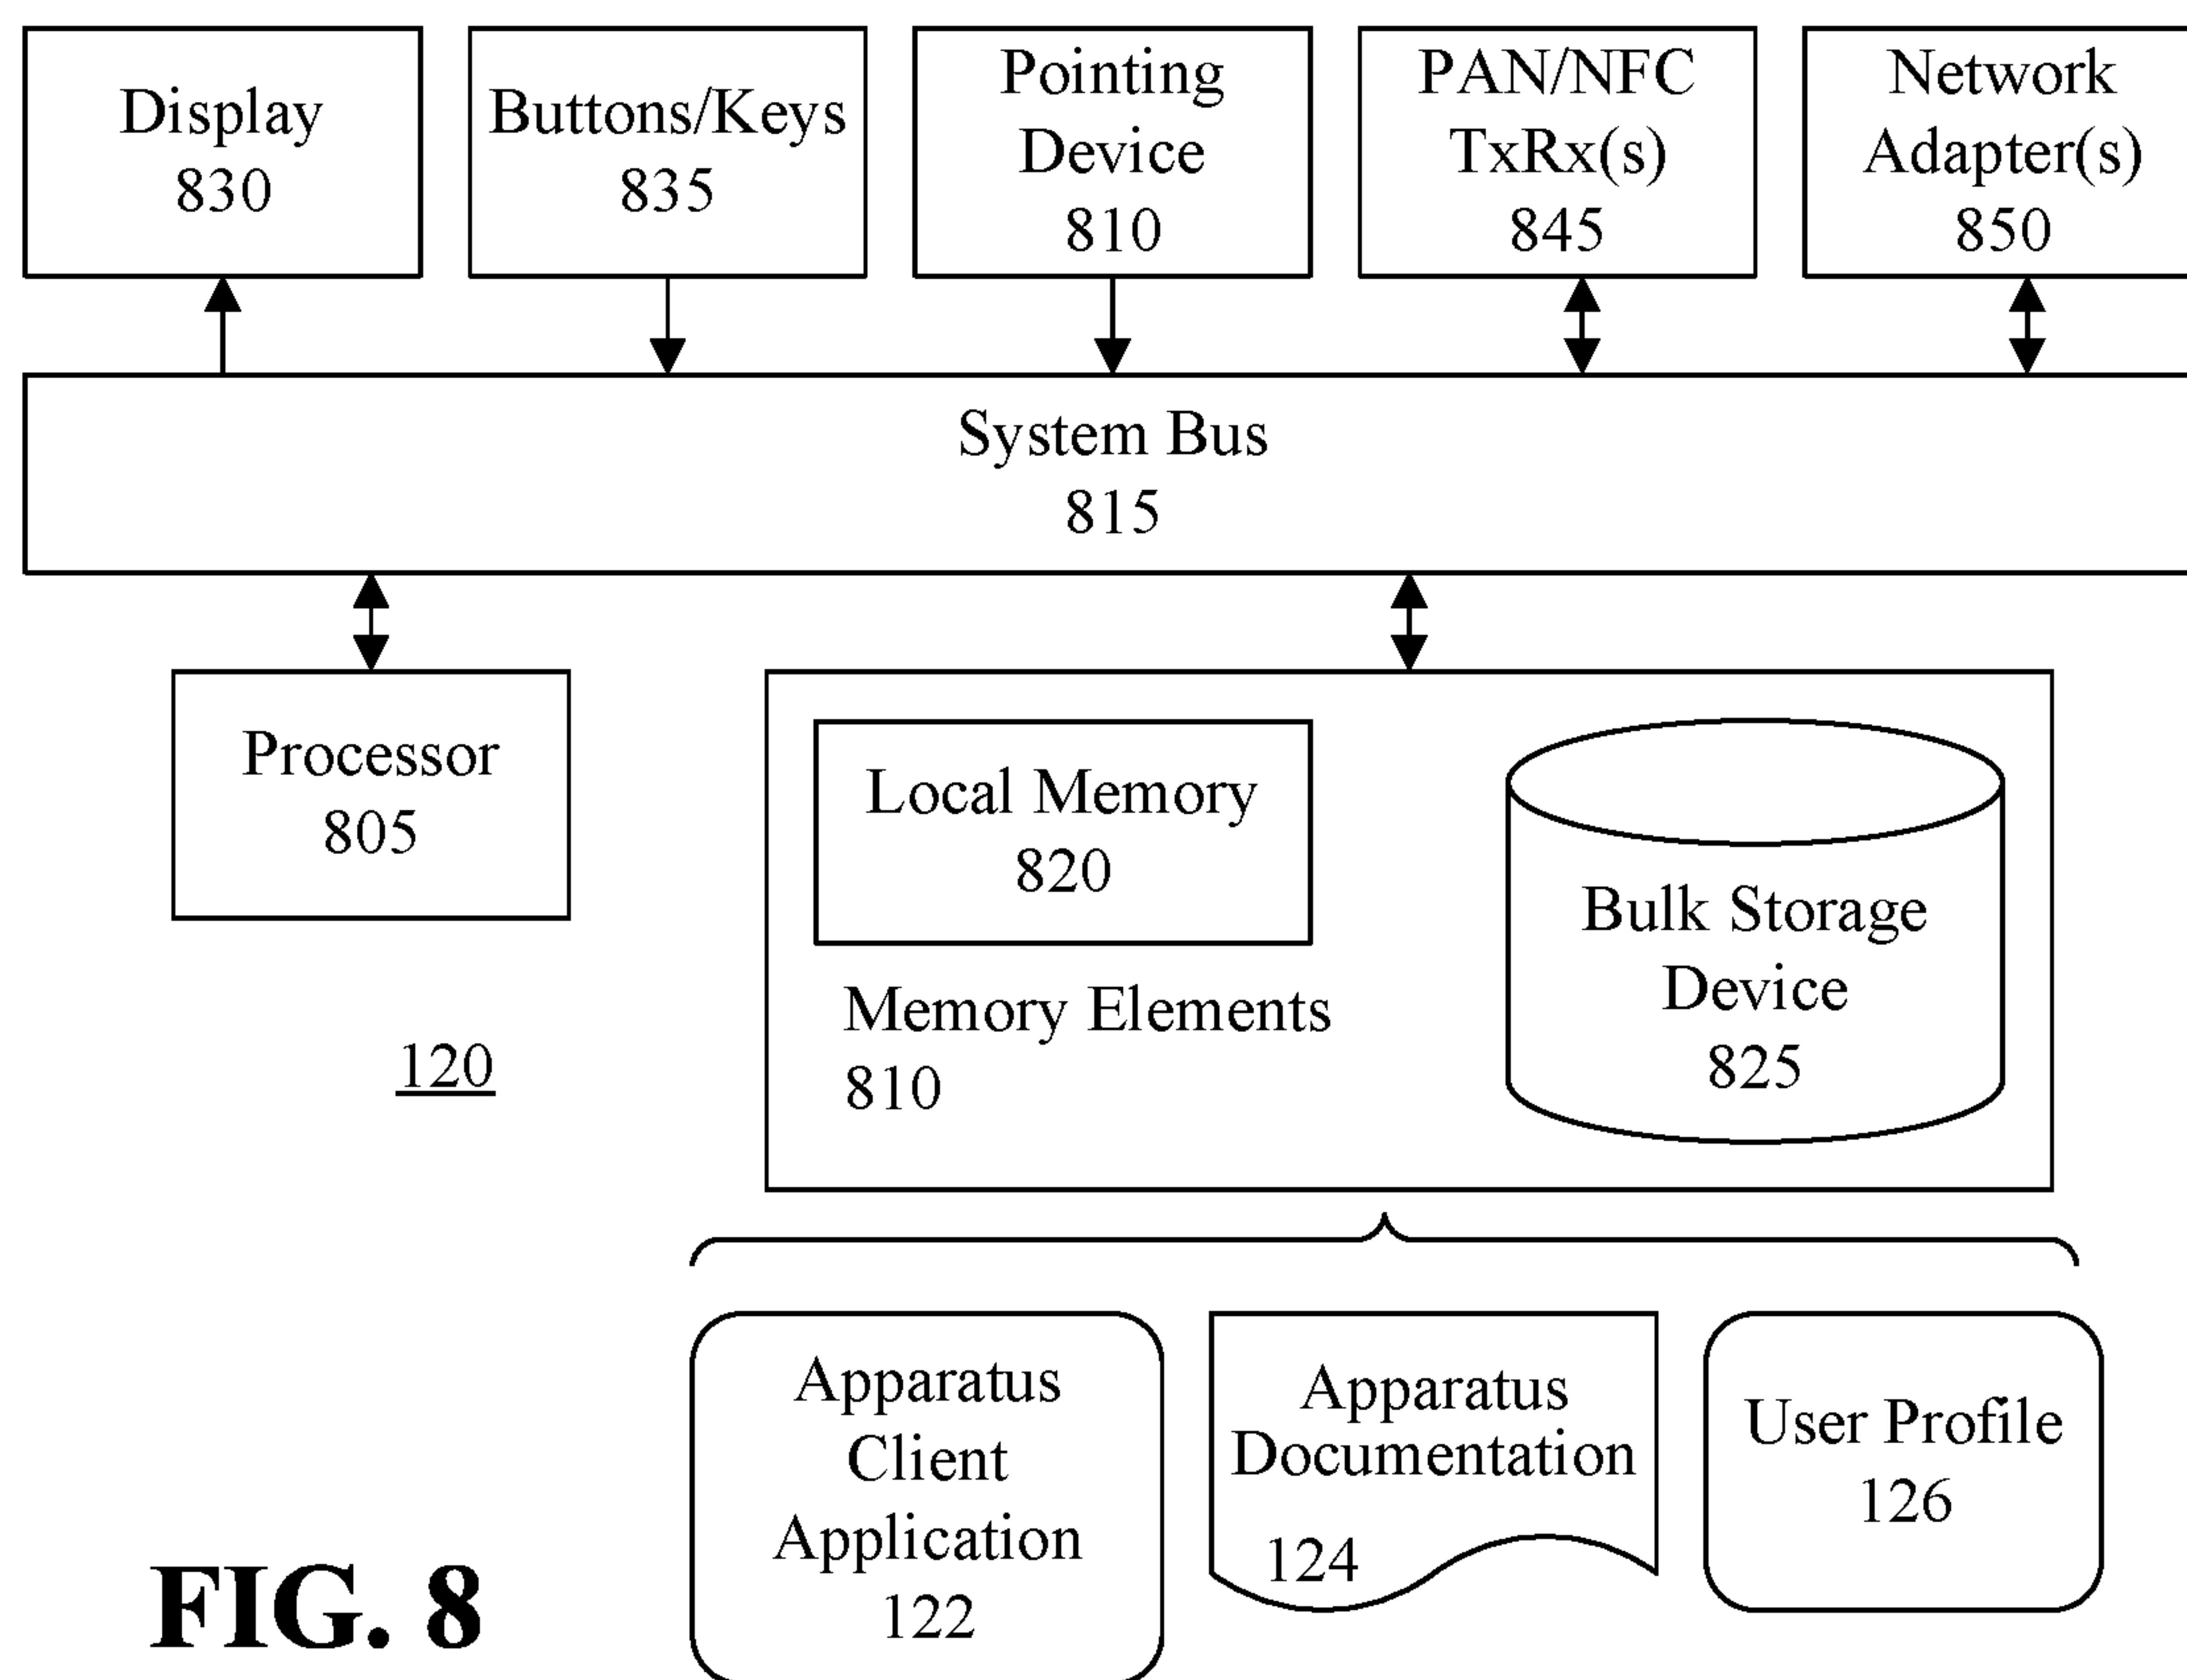 Display
830
Buttons/Keys
835
Pointing
Device
810
PAN/NFC
TxRx(s)
845
Network
Adapter(s)
850
System Bus
815
Processor
805
Local Memory
820
Memory Elements
810
Bulk Storage
Device
825
120
Apparatus
Client
Application
122
Apparatus
Documentation
124
User Profile
126
FIG. 8